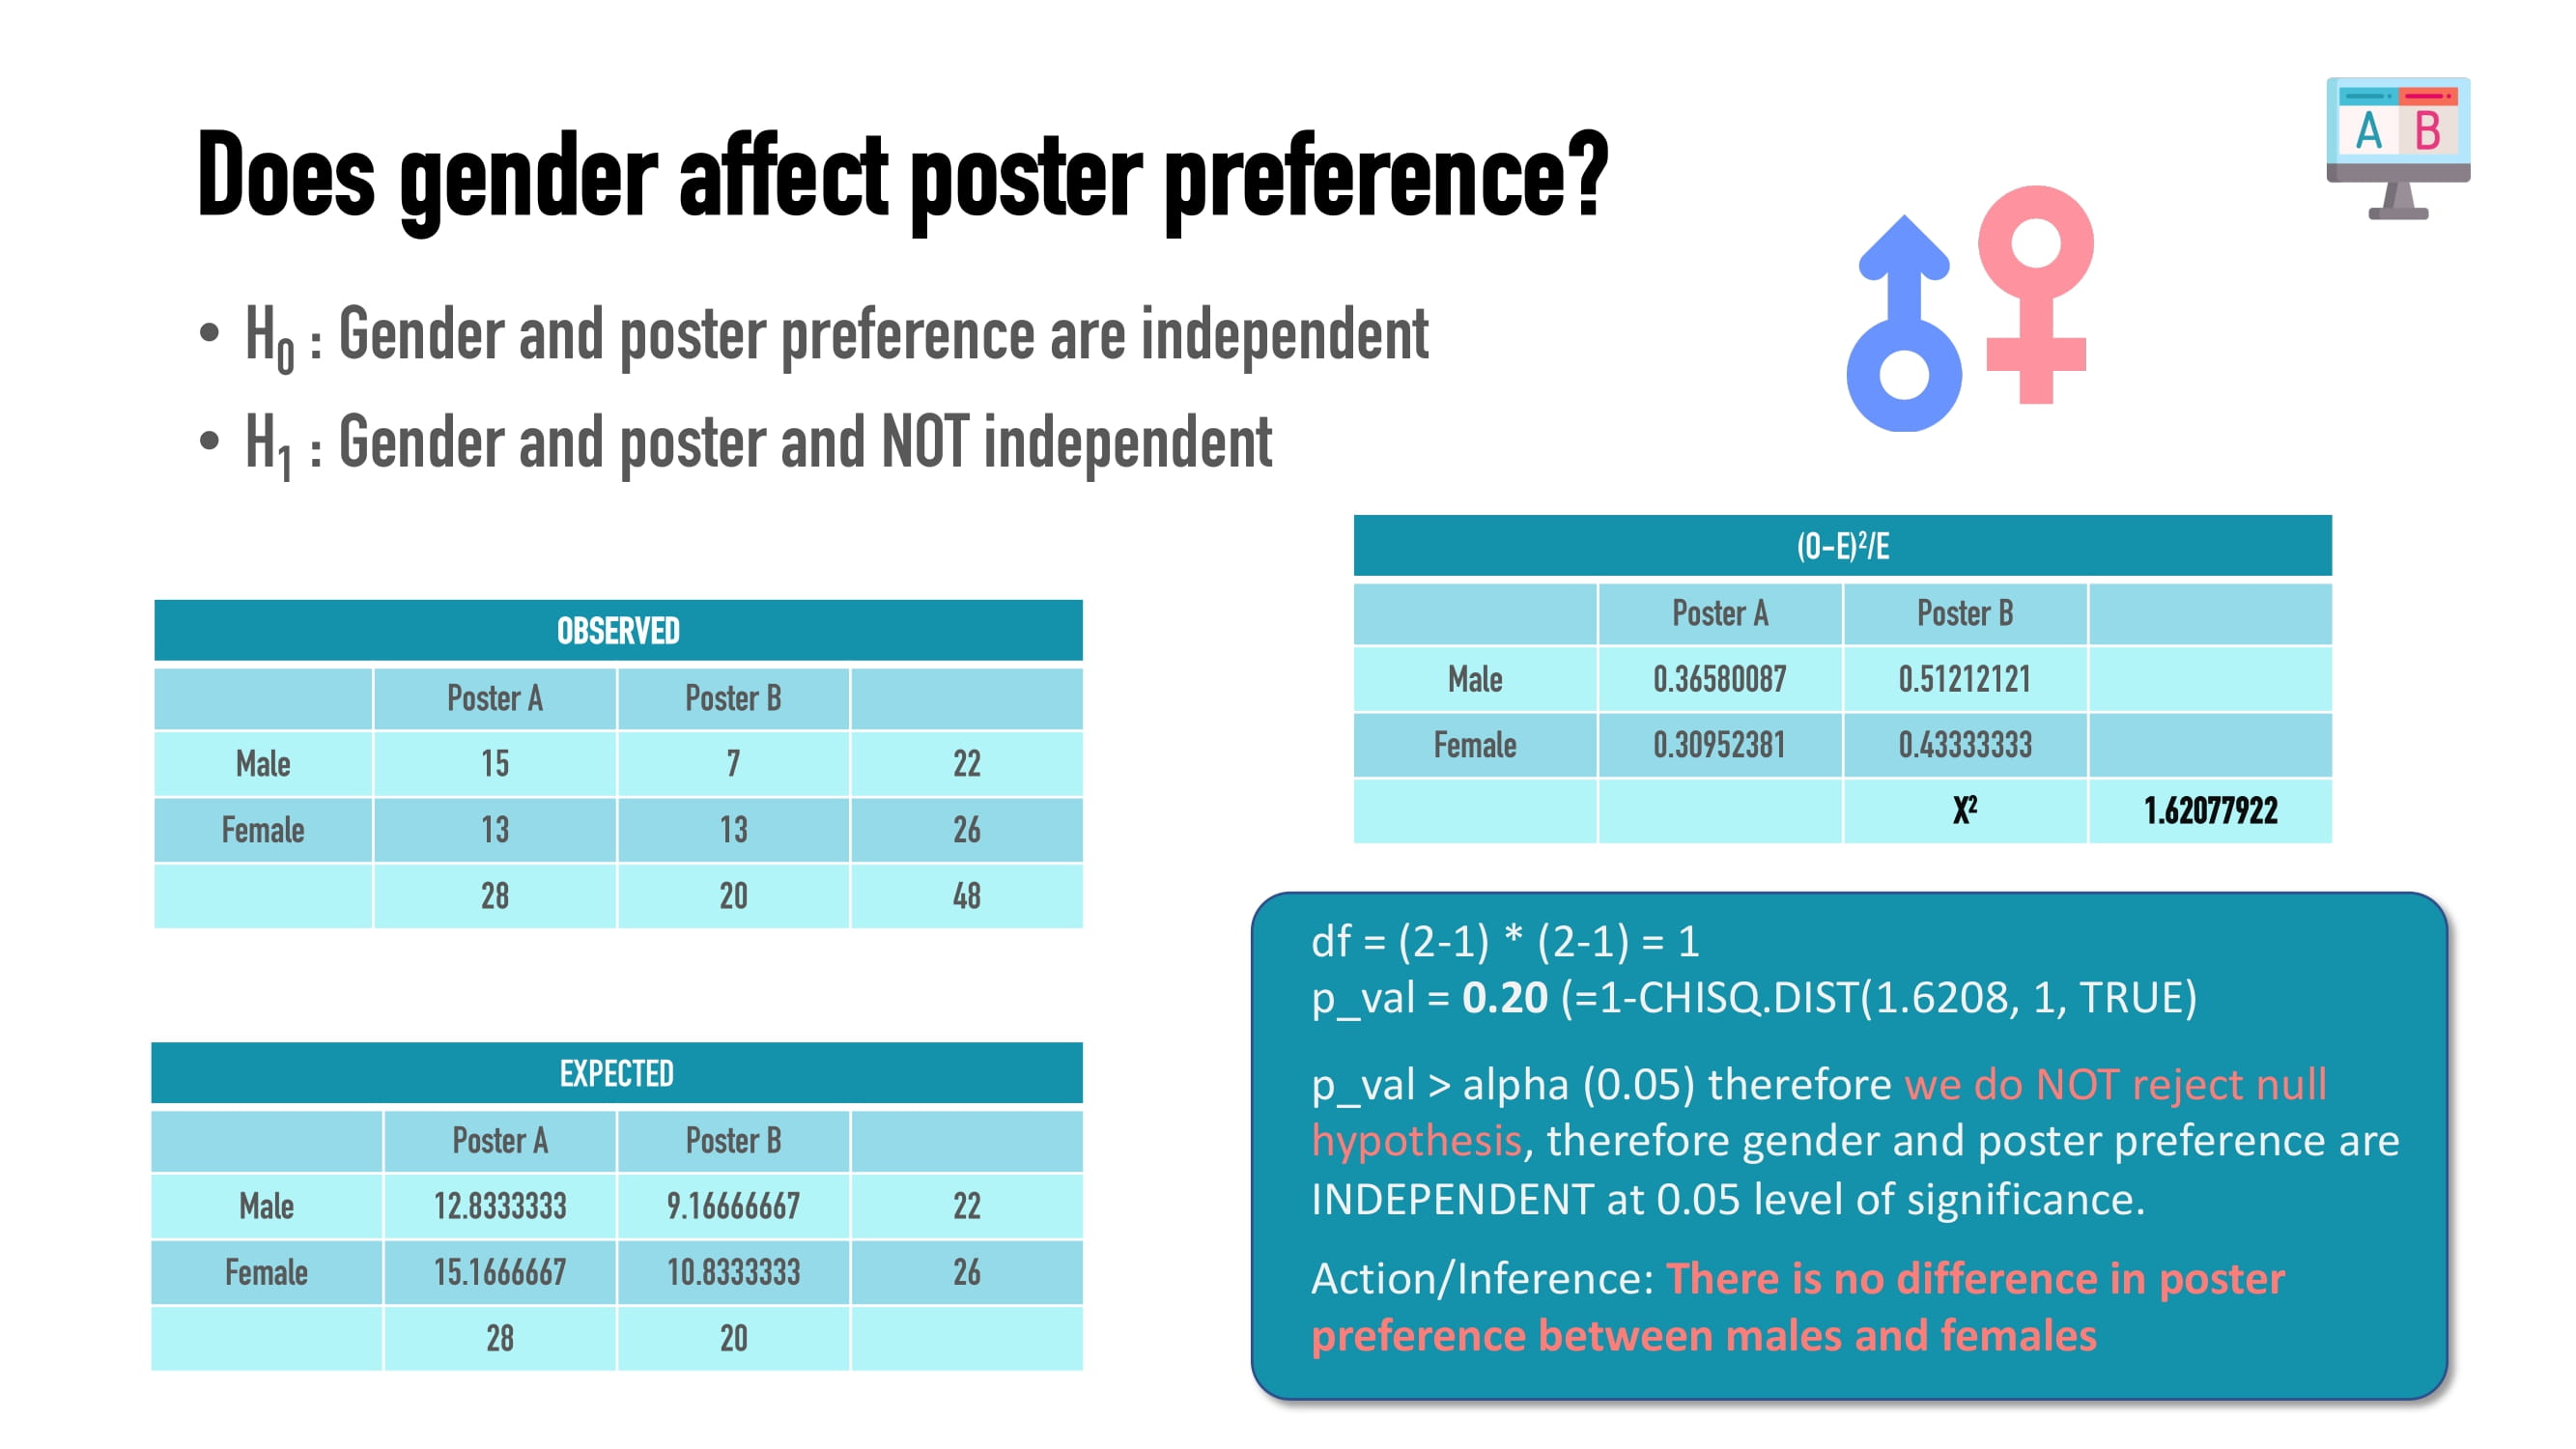 A B
Does gender affect poster preference?
• H0 : Gender and poster preference are independent
• H1 : Gender and poster and NOT independent
OBSERVED
Poster A Poster B
Male 15 7 22
Female 13 13 26
28 20 48
EXPECTED
Poster A Poster B
Male 12.8333333 9.16666667 22
Female 15.1666667 10.8333333 26
28 20
(O-E)²/E
Poster A Poster B
Male 0.36580087 0.51212121
Female 0.30952381 0.43333333
X² 1.62077922
df = (2-1) * (2-1) = 1
p_val = 0.20 (=1-CHISQ.DIST(1.6208, 1, TRUE)
p_val > alpha (0.05) therefore we do NOT reject null
hypothesis, therefore gender and poster preference are
INDEPENDENT at 0.05 level of significance.
Action/Inference: There is no difference in poster
preference between males and females